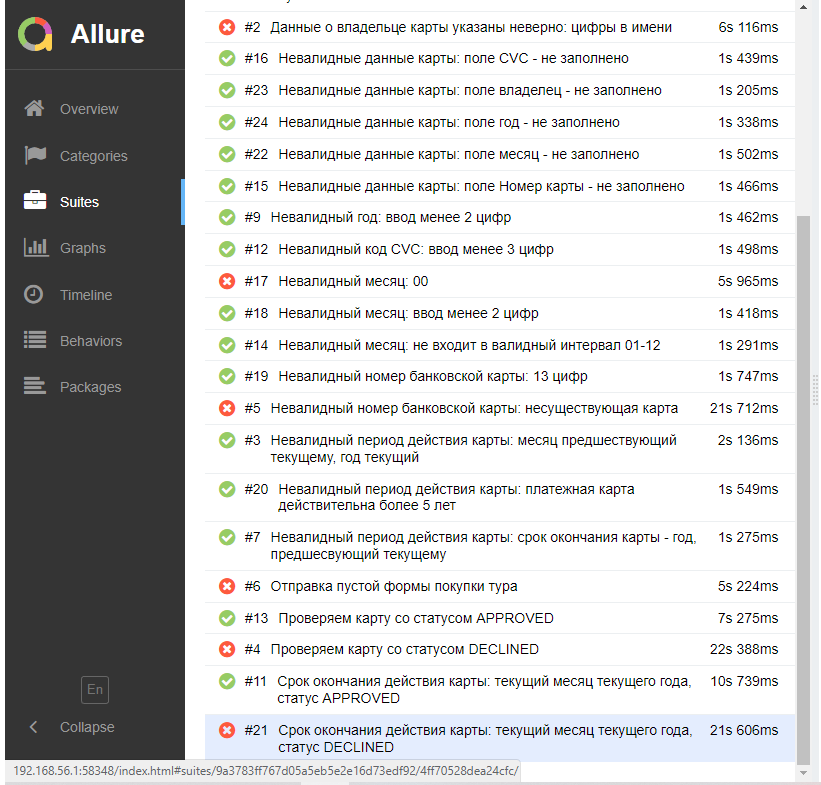 Allure
Overview
Categories
Suites
Graphs
Timeline
Behaviors
Packages
En
Collapse
#2 Данные о владельце карты указаны неверно: цифры в имени 6s 116ms
#16 Невалидные данные карты: поле CVC - не заполнено 1s 439ms
#23 Невалидные данные карты: поле владелец - не заполнено 1s 205ms
#24 Невалидные данные карты: поле год - не заполнено 1s 338ms
#22 Невалидные данные карты: поле месяц - не заполнено 1s 502ms
#15 Невалидные данные карты: поле Номер карты - не заполнено 1s 466ms
#9 Невалидный год: ввод менее 2 цифр 1s 462ms
#12 Невалидный код CVC: ввод менее 3 цифр 1s 498ms
#17 Невалидный месяц: 00 5s 965ms
#18 Невалидный месяц: ввод менее 2 цифр 1s 418ms
#14 Невалидный месяц: не входит в валидный интервал 01-12 1s 291ms
#19 Невалидный номер банковской карты: 13 цифр 1s 747ms
#5 Невалидный номер банковской карты: несуществующая карта 21s 712ms
#3 Невалидный период действия карты: месяц предшествующий 2s 136ms
текущему, год текущий
#20 Невалидный период действия карты: платежная карта 1s 549ms
действительна более 5 лет
#7 Невалидный период действия карты: срок окончания карты - год, 1s 275ms
предшесвующий текущему
#6 Отправка пустой формы покупки тура 5s 224ms
#13 Проверяем карту со статусом APPROVED 7s 275ms
#4 Проверяем карту со статусом DECLINED 22s 388ms
#11 Срок окончания действия карты: текущий месяц текущего года, 10s 739ms
статус APPROVED
#21 Срок окончания действия карты: текущий месяц текущего года, 21s 606ms
статус DECLINED
192.168.56.1:58348/index.html#suites/9a3783ff767d05a5eb5e2e16d73edf92/4ff70528dea24cfc/